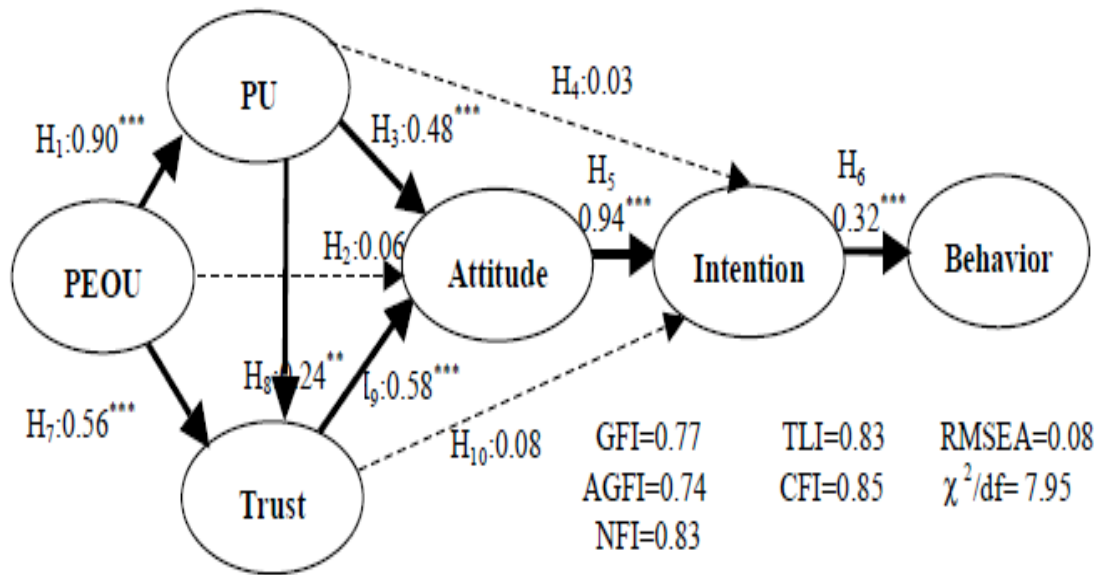 PU
H₄:0.03
H₁:0.90***
H₃:0.48***
H₅
0.94***
H₆
0.32***
H₂:0.06
PEOU
Attitude
Intention
Behavior
H₈:0.24**
I₉:0.58***
H₇:0.56***
H₁₀:0.08
Trust
GFI=0.77 TLI=0.83 RMSEA=0.08
AGFI=0.74 CFI=0.85 χ²/df= 7.95
NFI=0.83